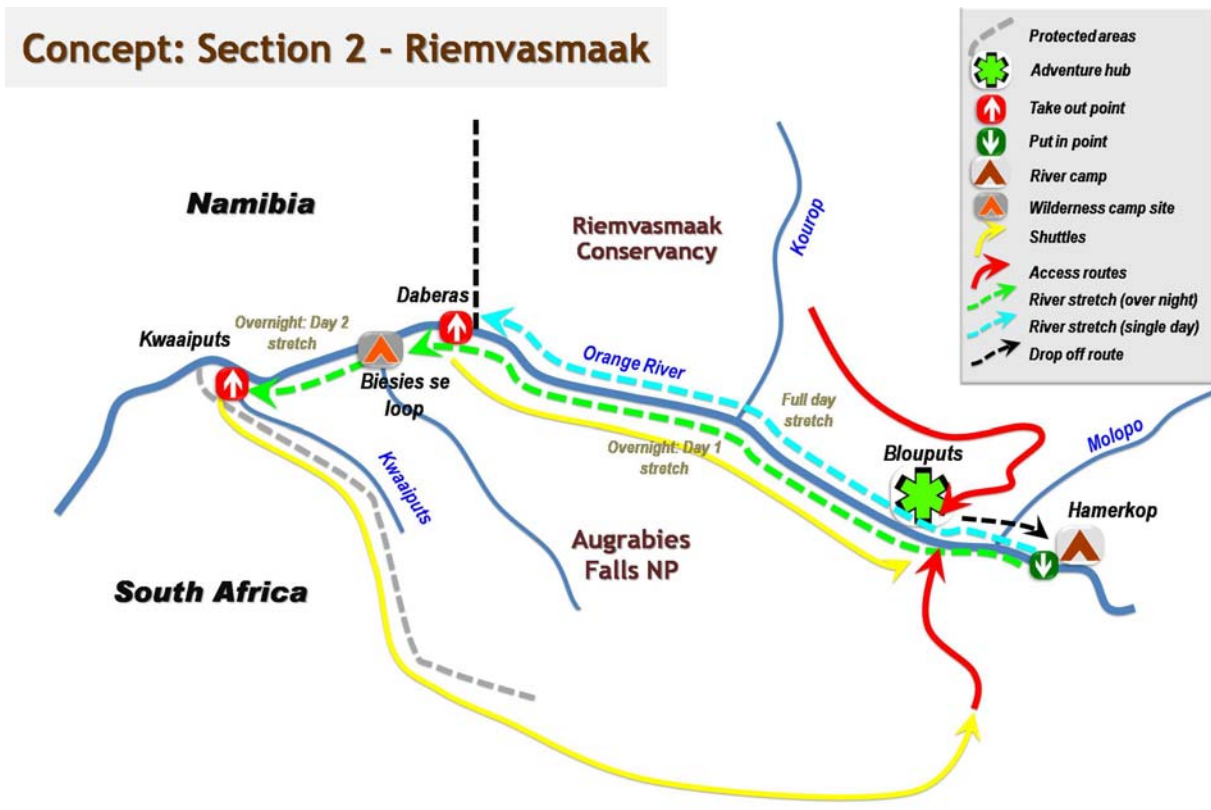 Concept: Section 2 - Riemvasmaak
Protected areas
Adventure hub
Take out point
Put in point
River camp
Wilderness camp site
Shuttles
Access routes
River stretch (over night)
River stretch (single day)
Drop off route
Namibia
Riemvasmaak
Conservancy
Kourop
Daberas
Kwaaiputs
Overnight: Day 2
stretch
Orange River
Biesies se
loop
Full day
stretch
Overnight: Day 1
stretch
Molopo
Blouputs
Hamerkop
Kwaaiputs
Augrabies
Falls NP
South Africa